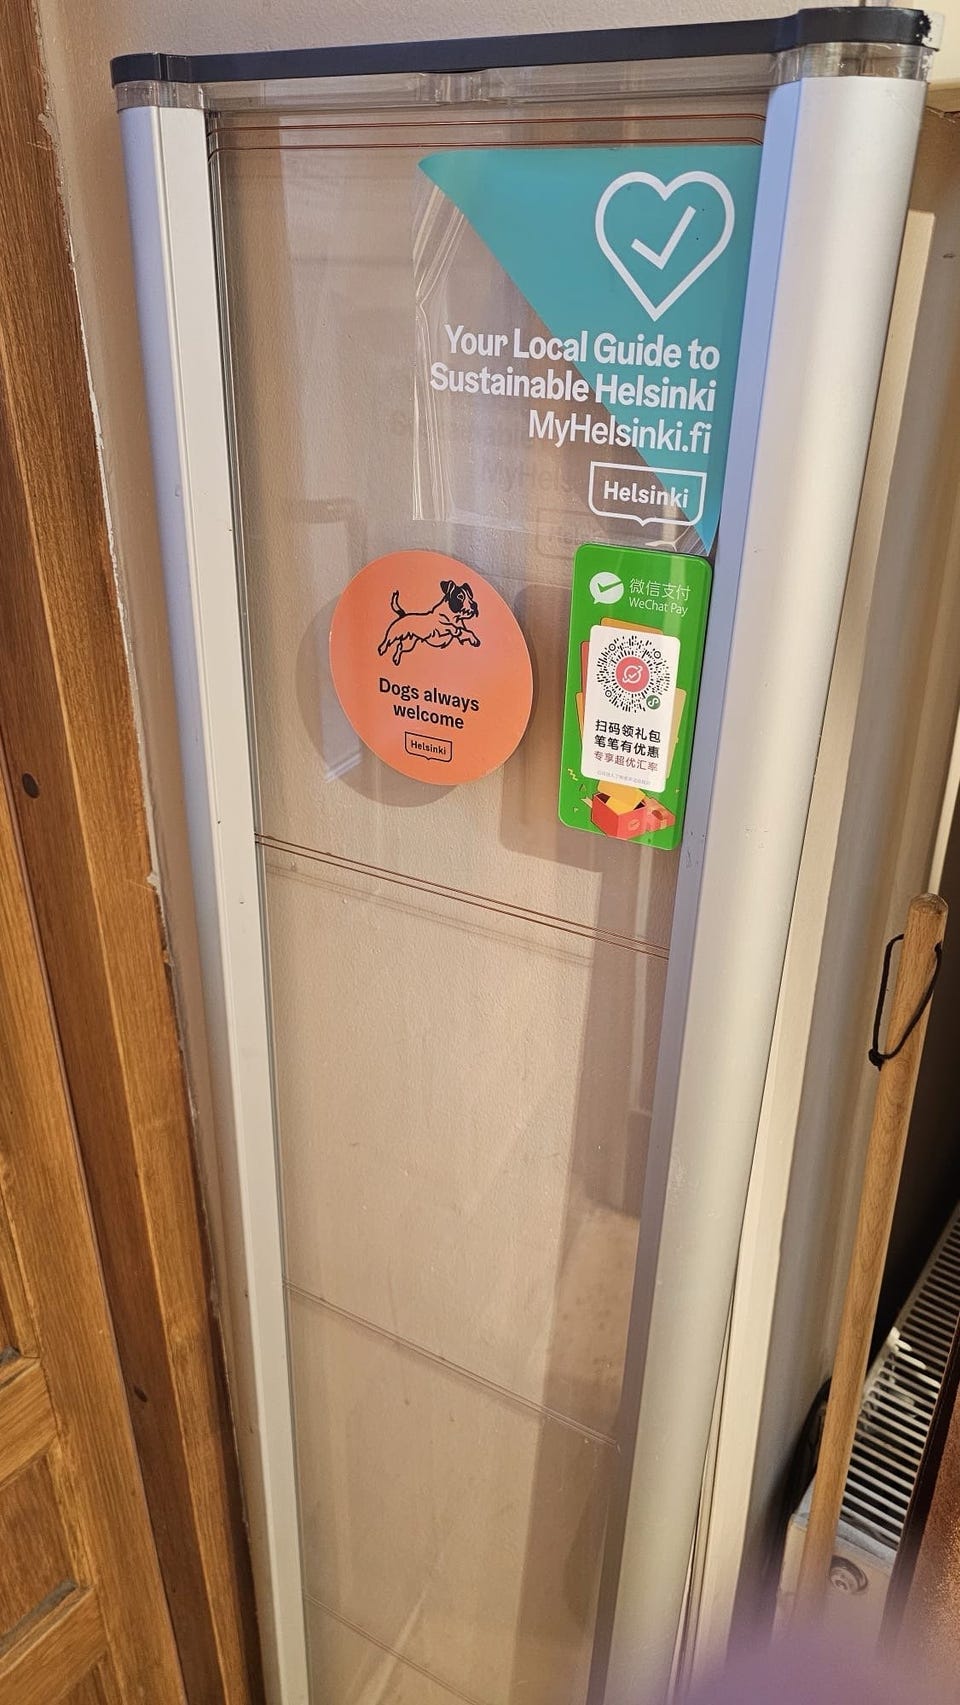 Your Local Guide to
Sustainable Helsinki
MyHelsinki.fi
Helsinki
Dogs always
welcome
Helsinki
微信支付
WeChat Pay
扫码领礼包
笔笔有优惠
专享超优汇率